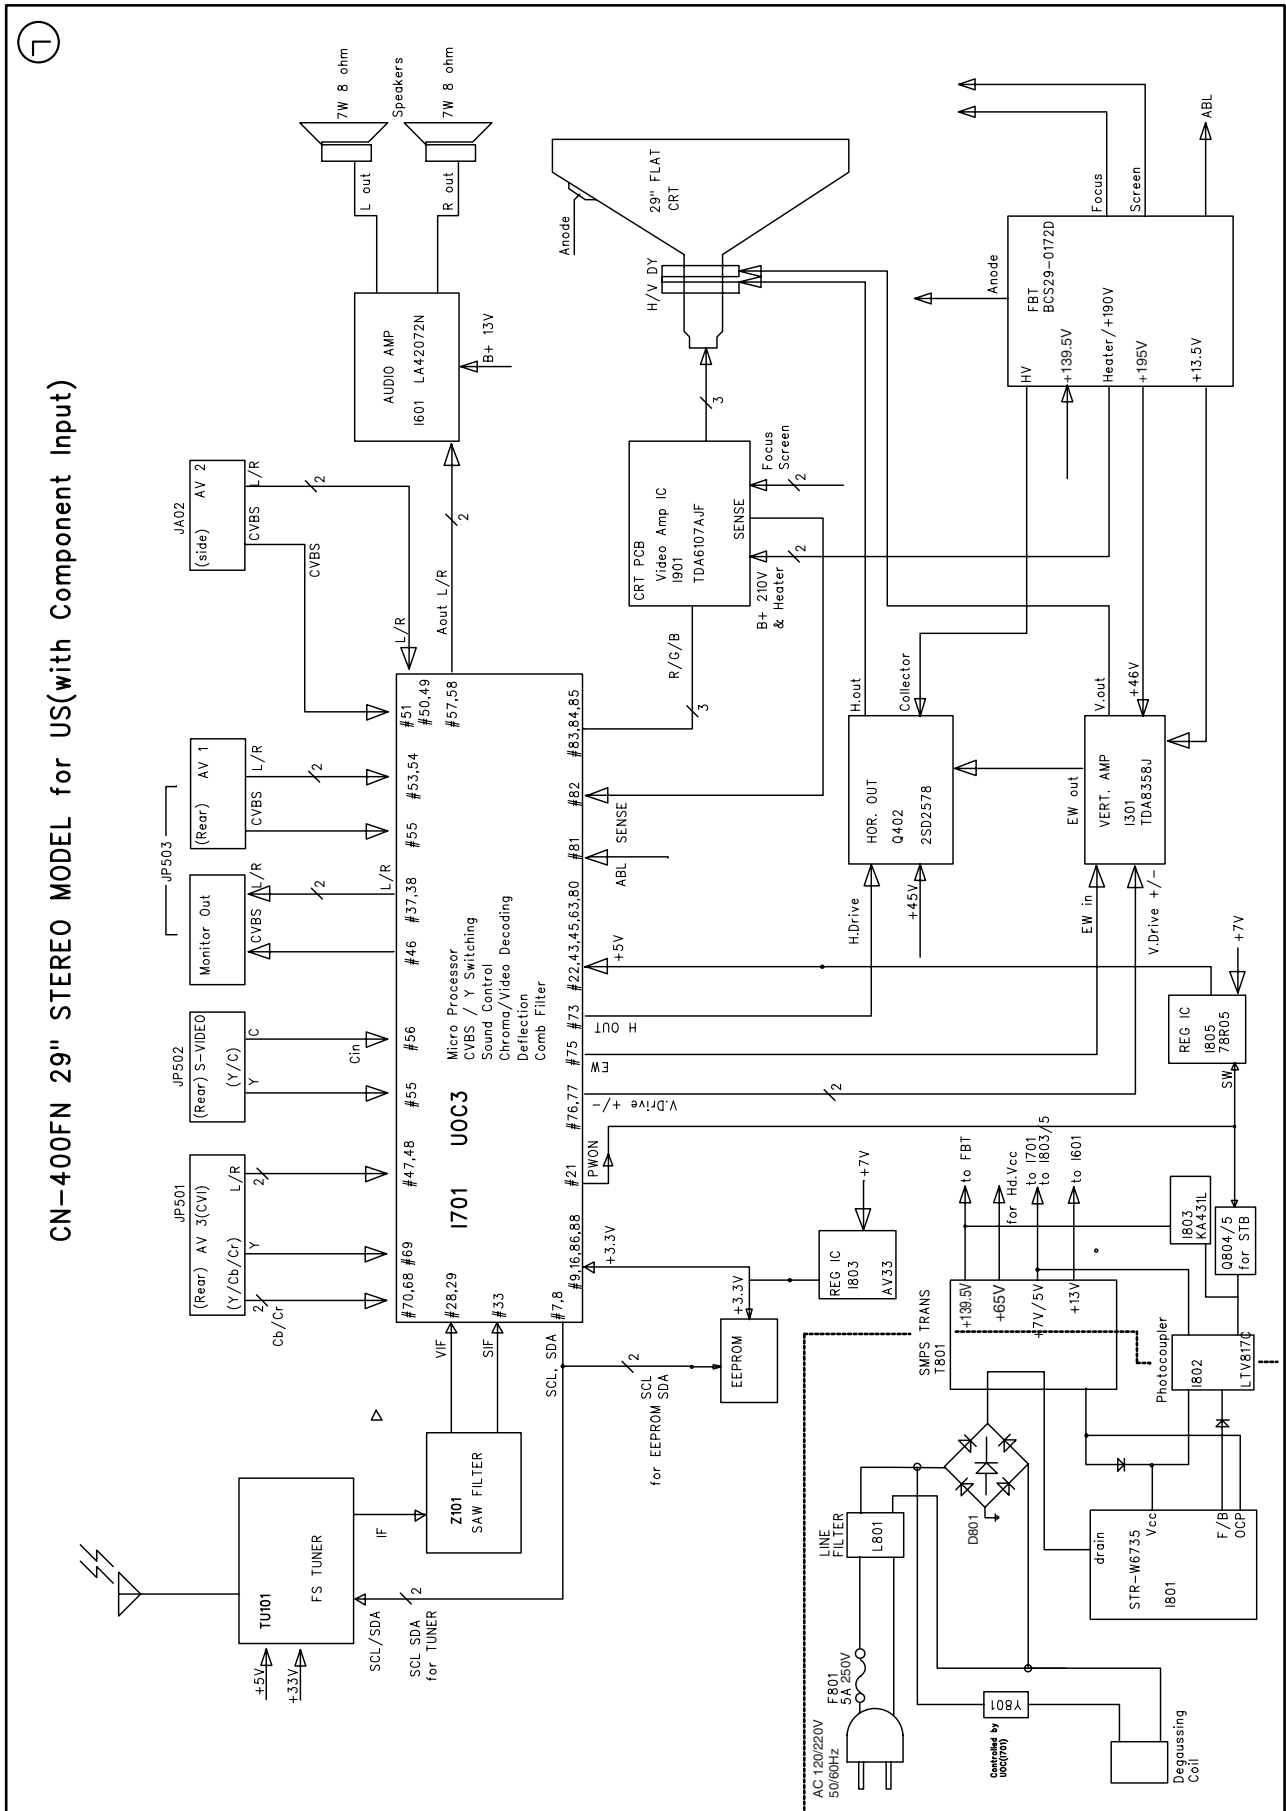 CN-400FN 29" STEREO MODEL for US(with Component Input)
L
JP501
(Rear) AV 3(CVI)
(Y/Cb/Cr)
L/R
Y
2
2
Cb/Cr
JP502
(Rear) S-VIDEO
(Y/C)
Y
C
Cin
JP503
Monitor Out
CVBS
L/R
2
L/R
(Rear) AV 1
CVBS
L/R
2
JA02
(side) AV 2
CVBS
L/R
CVBS
2
L/R
+5V
+33V
TU101
FS TUNER
IF
SCL/SDA
SCL SDA
for TUNER
2
Z101
SAW FILTER
VIF
SIF
SCL, SDA
#70,68
#69
#47,48
#55
#56
#46
#37,38
#55
#53,54
#51
#50,49
#57,58
#28,29
#33
#7,8
I701 UOC3
Micro Processor
CVBS / Y Switching
Sound Control
Chroma/Video Decoding
Deflection
Comb Filter
#9,16,86,88
#21
#76,77
#75
#73
#22,43,45,63,80
#81
#82
#83,84,85
+3.3V
PWON
V.Drive +/-
EW
H OUT
+5V
ABL
SENSE
R/G/B
3
Aout L/R
2
AUDIO AMP
I601 LA42072N
B+ 13V
L out
R out
7W 8 ohm
Speakers
7W 8 ohm
2
SCL
SDA
for EEPROM
EEPROM
+3.3V
REG IC
I803
AV33
+7V
CRT PCB
Video Amp IC
I901
TDA6107AJF
SENSE
3
Focus
Screen
2
B+ 210V
& Heater
2
H/V DY
Anode
29" FLAT
CRT
H.Drive
+45V
HOR. OUT
Q402
2SD2578
H.out
Collector
EW in
V.Drive +/-
2
EW out
VERT. AMP
I301
TDA8358J
V.out
+46V
Anode
FBT
BCS29-0172D
HV
+139.5V
Heater/+190V
+195V
+13.5V
Focus
Screen
ABL
REG IC
I805
78R05
+7V
SW
SMPS TRANS
T801
+139.5V
+65V
+7V/5V
+13V
to FBT
for Hd.Vcc
to I701
to I803/5
to I601
I803
KA431L
Q804/5
for STB
Photocoupler
I802
LTV817C
LINE
FILTER
L801
D801
drain
Vcc
F/B
OCP
STR-W6735
I801
F801
5A 250V
AC 120/220V
50/60Hz
Y801
Controlled by
UOC(I701)
Degaussing
Coil